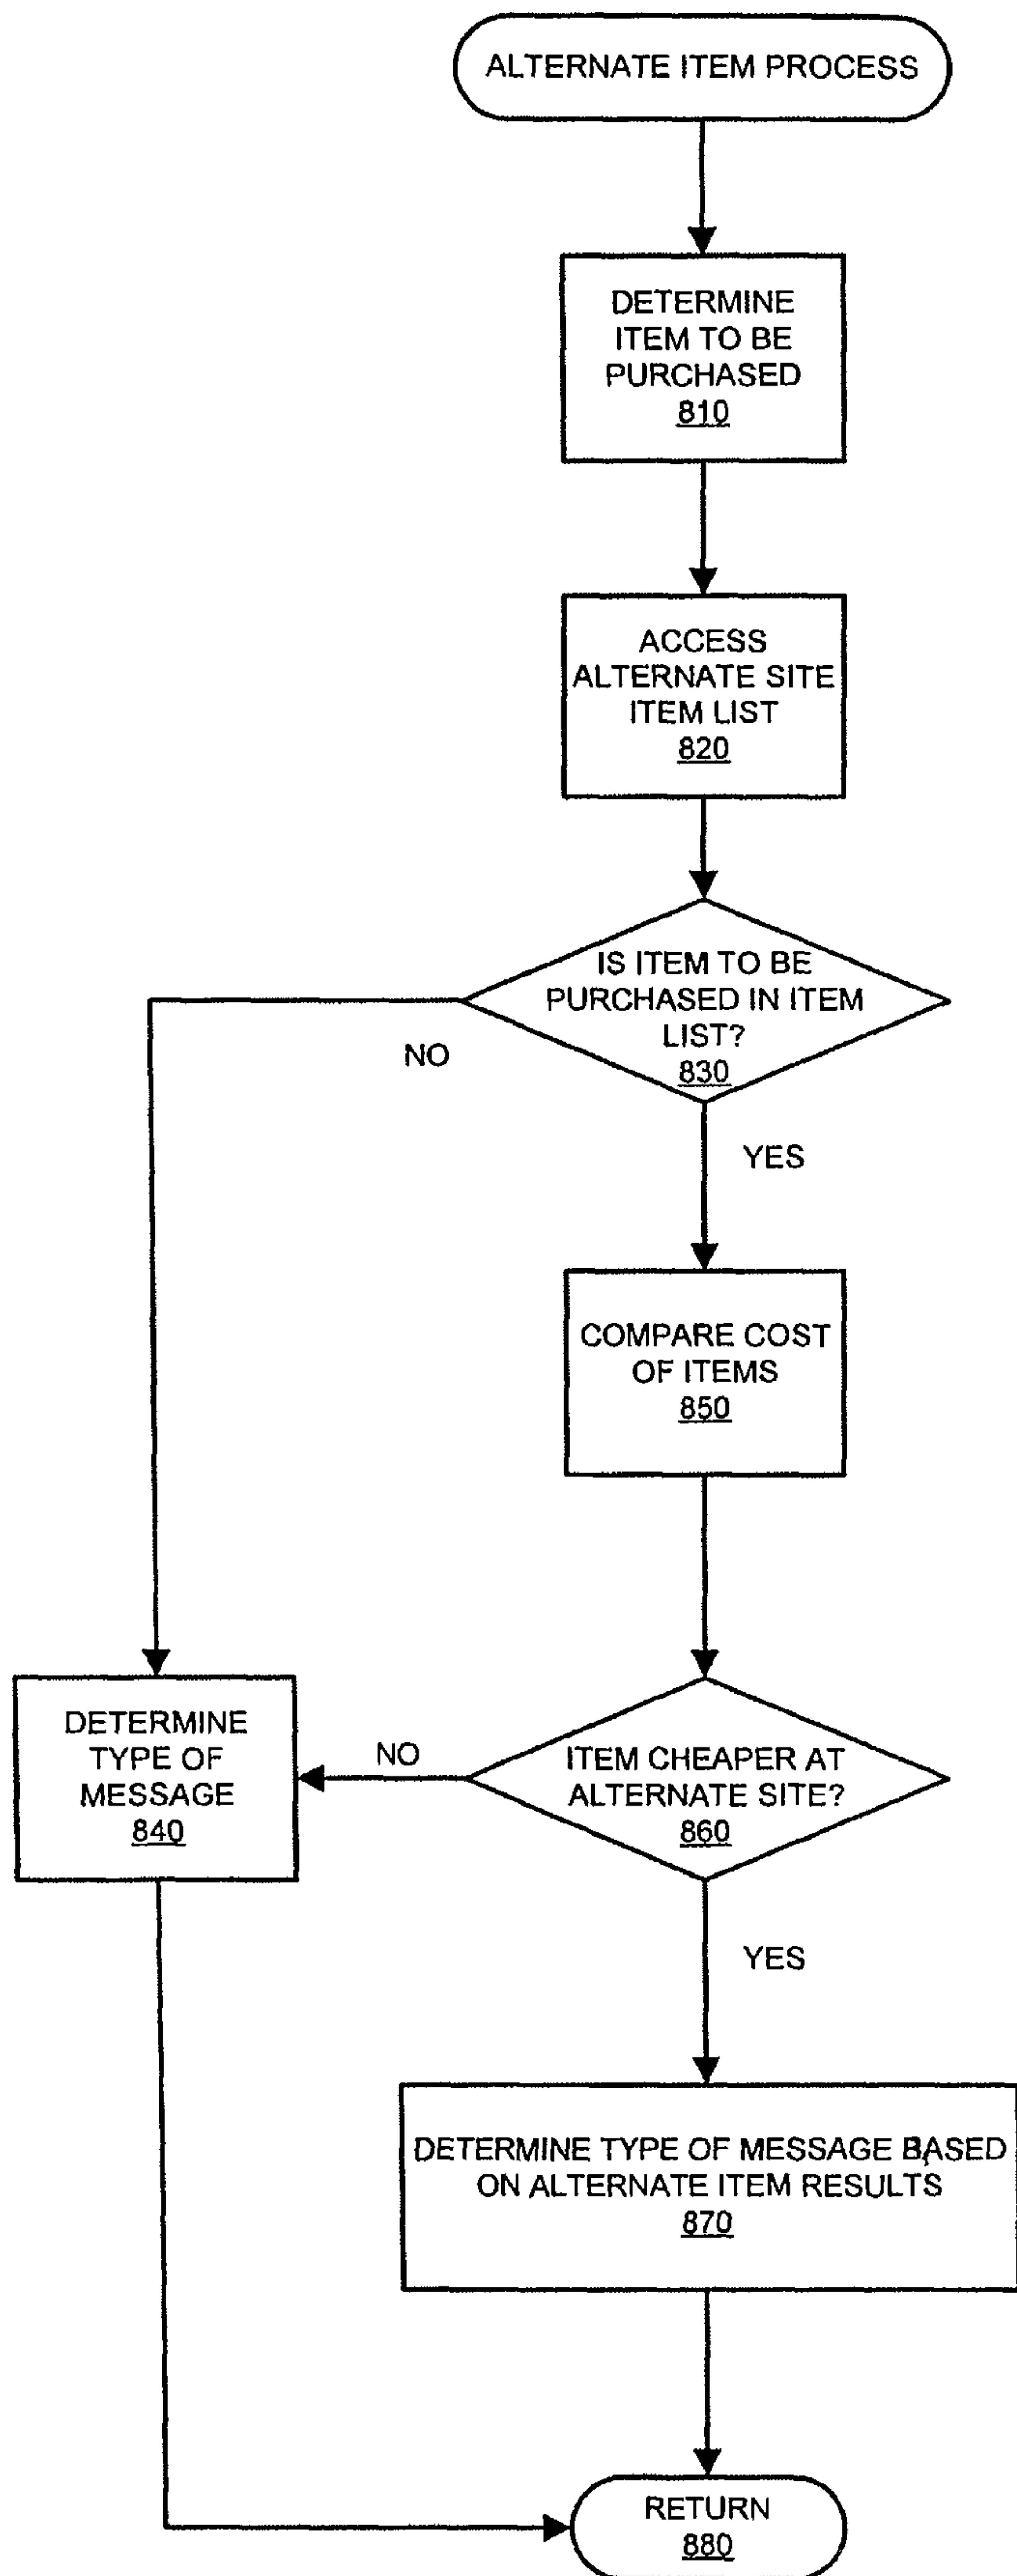 ALTERNATE ITEM PROCESS
DETERMINE
ITEM TO BE
PURCHASED
810
ACCESS
ALTERNATE SITE
ITEM LIST
820
IS ITEM TO BE
PURCHASED IN ITEM
LIST?
830
NO
YES
COMPARE COST
OF ITEMS
850
DETERMINE
TYPE OF
MESSAGE
840
NO
ITEM CHEAPER AT
ALTERNATE SITE?
860
YES
DETERMINE TYPE OF MESSAGE BASED
ON ALTERNATE ITEM RESULTS
870
RETURN
880